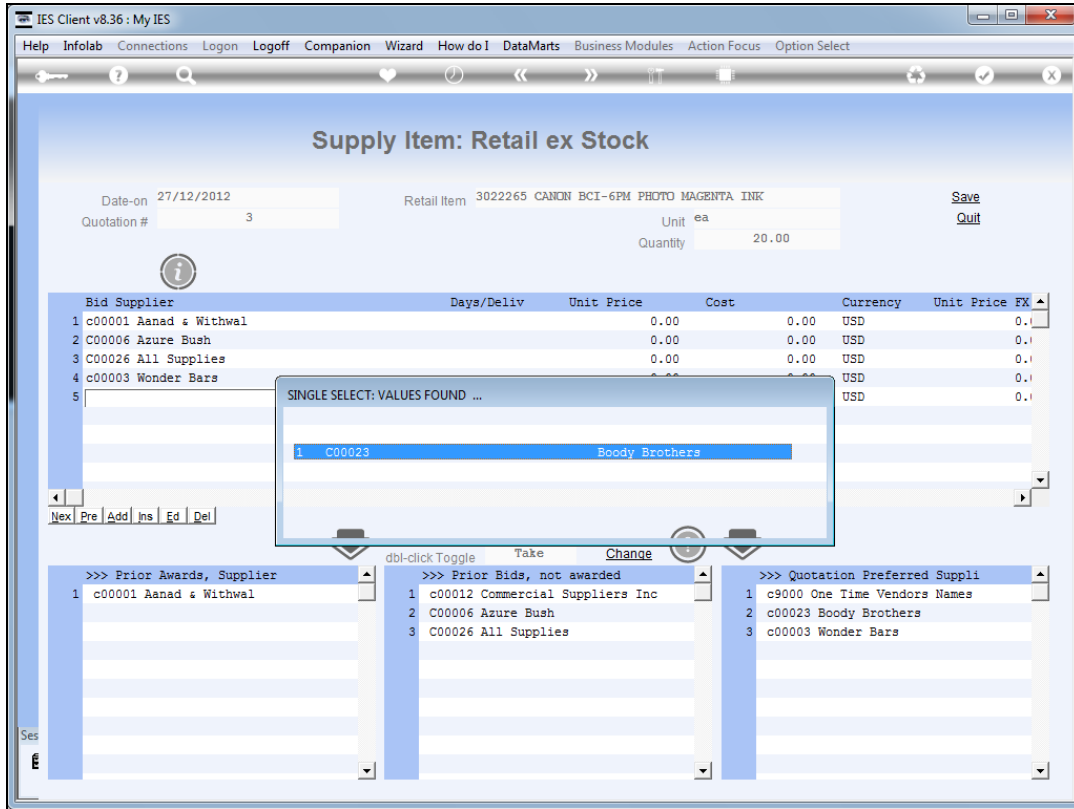 IES Client v8.36 : My IES
Help Infolab Connections Logon Logoff Companion Wizard How do I DataMarts Business Modules Action Focus Option Select
Supply Item: Retail ex Stock
Date-on 27/12/2012 Retail Item 3022265 CANON BCI-6PM PHOTO MAGENTA INK Save
Quotation # 3 Unit ea Quit
Quantity 20.00
Bid Supplier Days/Deliv Unit Price Cost Currency Unit Price FX
1 c00001 Aanad & Withwal 0.00 0.00 USD 0.
2 C00006 Azure Bush 0.00 0.00 USD 0.
3 C00026 All Supplies 0.00 0.00 USD 0.
4 c00003 Wonder Bars USD 0.
5 USD 0.
SINGLE SELECT: VALUES FOUND ...
1 C00023 Boody Brothers
Nex Pre Add Ins Ed Del
dbl-click Toggle Take Change
>>> Prior Awards, Supplier >>> Prior Bids, not awarded >>> Quotation Preferred Suppli
1 c00001 Aanad & Withwal 1 c00012 Commercial Suppliers Inc 1 c9000 One Time Vendors Names
2 C00006 Azure Bush 2 c00023 Boody Brothers
3 C00026 All Supplies 3 c00003 Wonder Bars
Ses